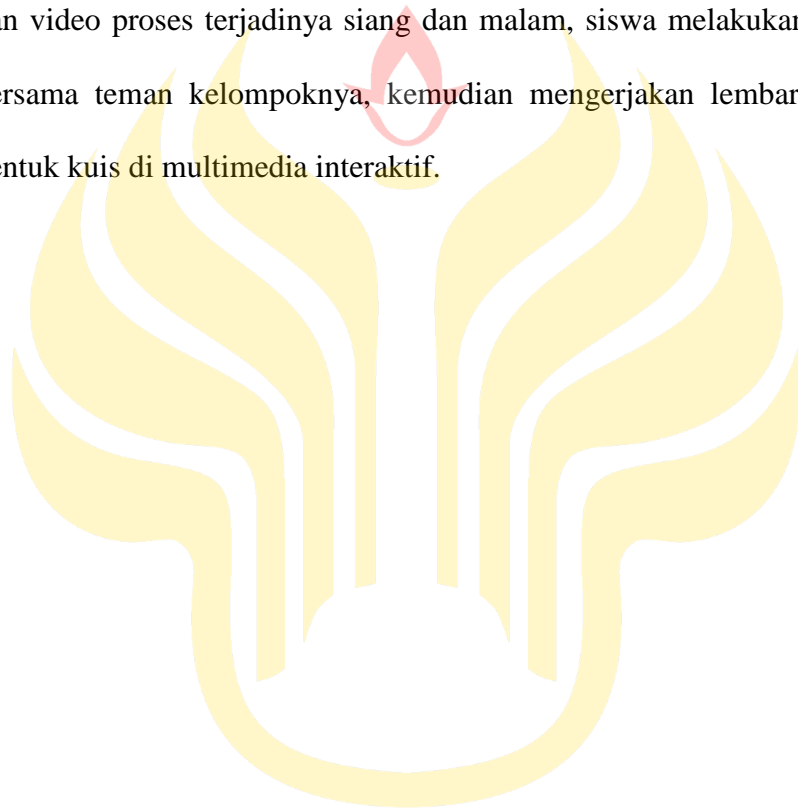 an video proses terjadinya siang dan malam, siswa melakukan
ersama teman kelompoknya, kemudian mengerjakan lembar
entuk kuis di multimedia interaktif.